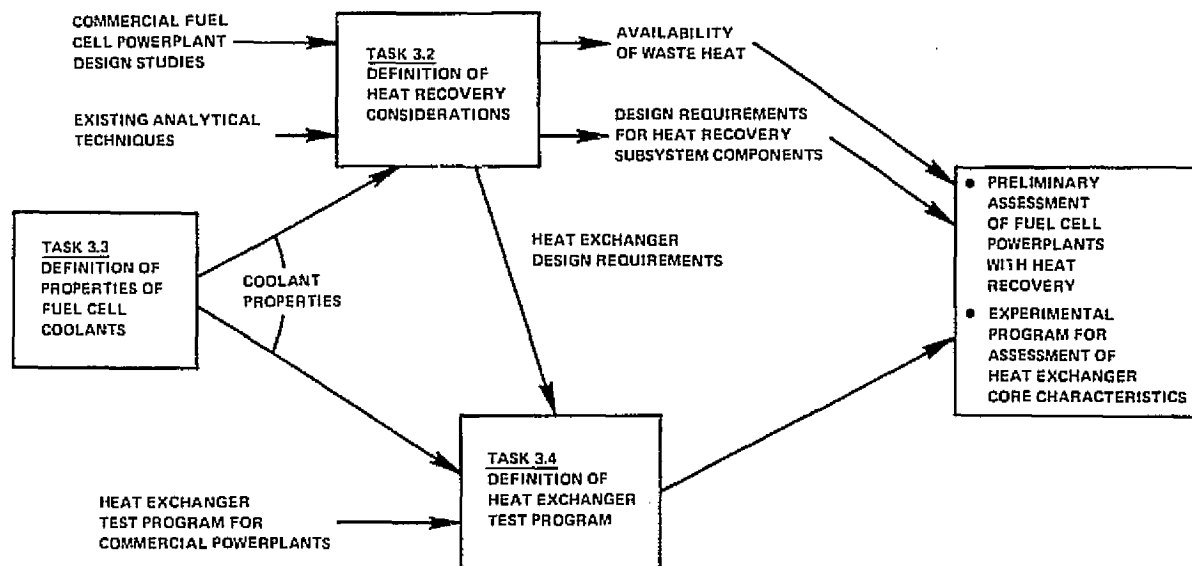 COMMERCIAL FUEL
CELL POWERPLANT
DESIGN STUDIES
EXISTING ANALYTICAL
TECHNIQUES
TASK 3.2
DEFINITION OF
HEAT RECOVERY
CONSIDERATIONS
AVAILABILITY
OF WASTE HEAT
DESIGN REQUIREMENTS
FOR HEAT RECOVERY
SUBSYSTEM COMPONENTS
TASK 3.3
DEFINITION OF
PROPERTIES OF
FUEL CELL
COOLANTS
COOLANT
PROPERTIES
HEAT EXCHANGER
DESIGN REQUIREMENTS
HEAT EXCHANGER
TEST PROGRAM FOR
COMMERCIAL POWERPLANTS
TASK 3.4
DEFINITION OF
HEAT EXCHANGER
TEST PROGRAM
● PRELIMINARY
ASSESSMENT
OF FUEL CELL
POWERPLANTS
WITH HEAT
RECOVERY
● EXPERIMENTAL
PROGRAM FOR
ASSESSMENT OF
HEAT EXCHANGER
CORE CHARACTERISTICS